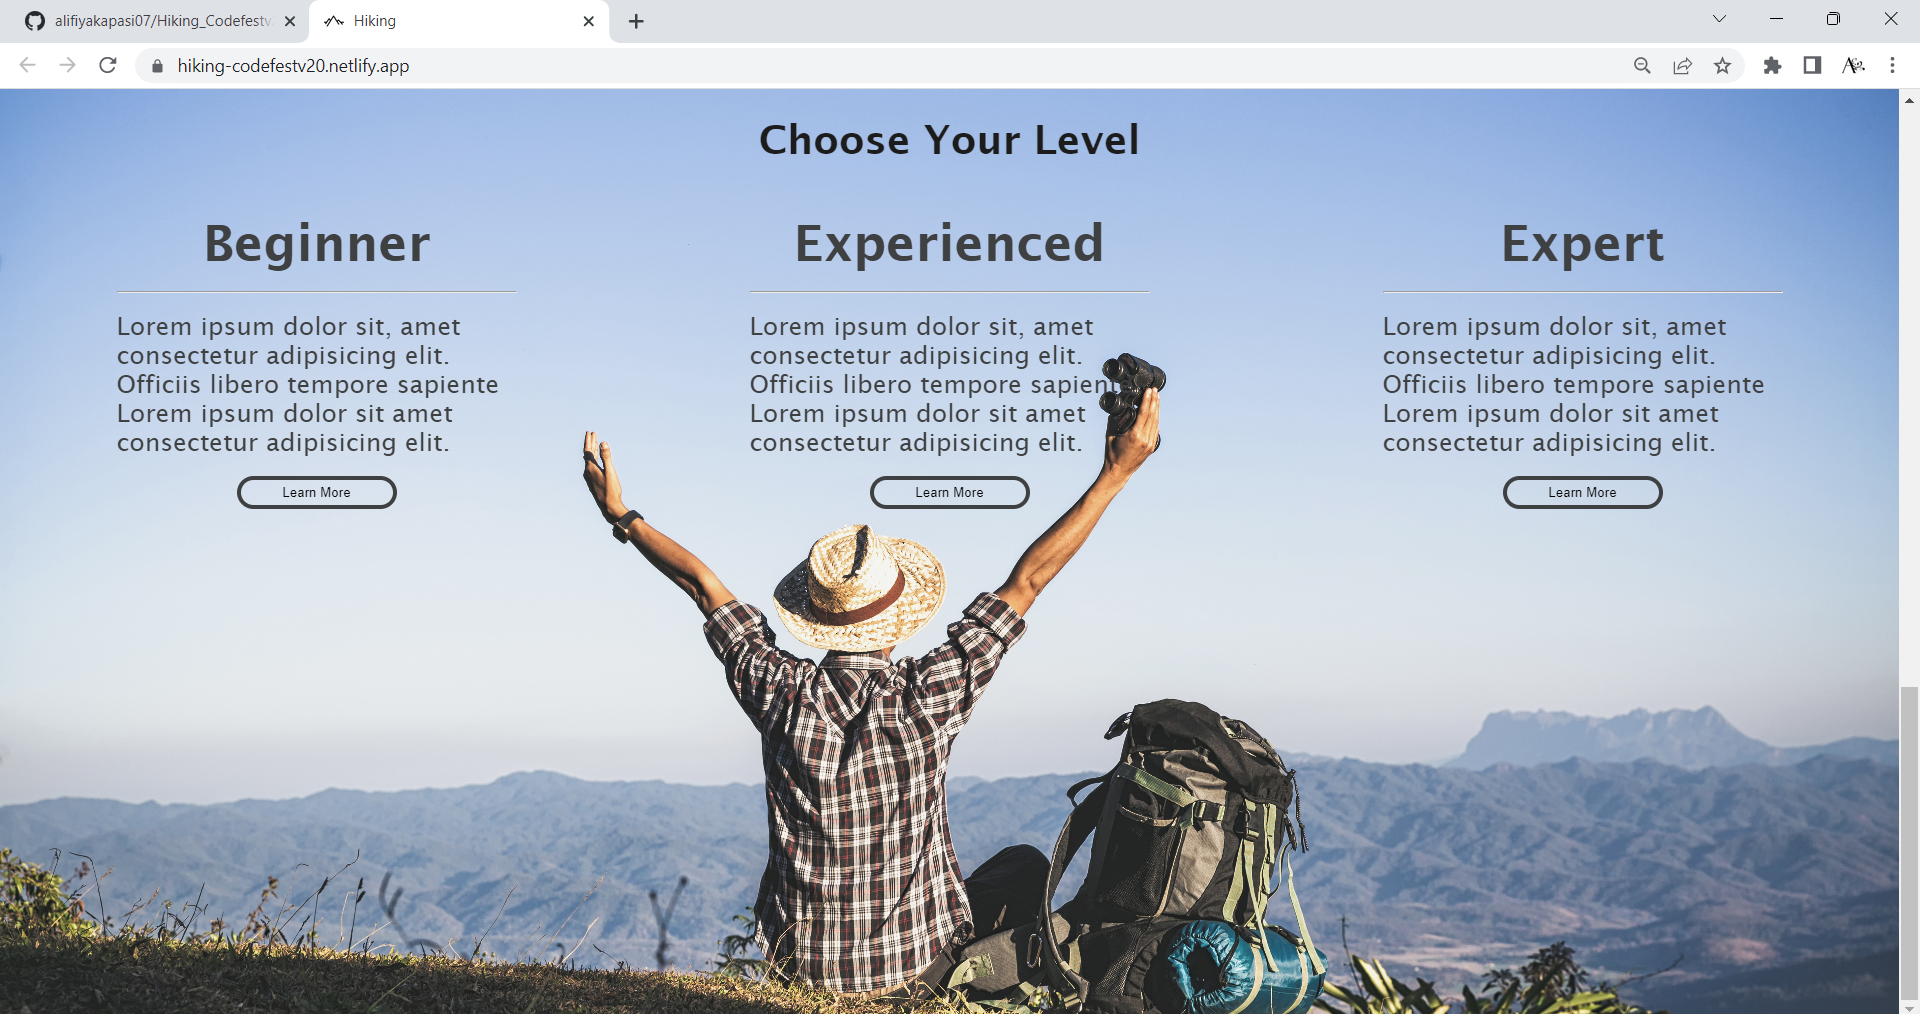 alifiyakapasi07/Hiking_Codefestv
Hiking
hiking-codefestv20.netlify.app
Choose Your Level
Beginner
Lorem ipsum dolor sit, amet
consectetur adipisicing elit.
Officiis libero tempore sapiente
Lorem ipsum dolor sit amet
consectetur adipisicing elit.
Learn More
Experienced
Lorem ipsum dolor sit, amet
consectetur adipisicing elit.
Officiis libero tempore sapiente
Lorem ipsum dolor sit amet
consectetur adipisicing elit.
Learn More
Expert
Lorem ipsum dolor sit, amet
consectetur adipisicing elit.
Officiis libero tempore sapiente
Lorem ipsum dolor sit amet
consectetur adipisicing elit.
Learn More